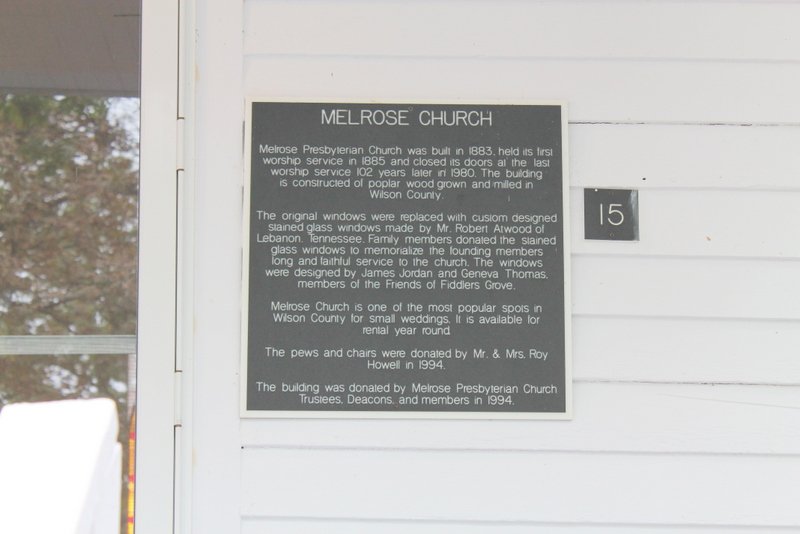 MELROSE CHURCH
Melrose Presbyterian Church was built in 1883, held its first
worship service in 1885 and closed its doors at the last
worship service 102 years later in 1980. The building
is constructed of poplar wood grown and milled in
Wilson County.
The original windows were replaced with custom designed
stained glass windows made by Mr. Robert Atwood of
Lebanon, Tennessee. Family members donated the stained
glass windows to memorialize the founding members
long and faithful service to the church. The windows
were designed by James Jordan and Geneva Thomas,
members of the Friends of Fiddlers Grove.
Melrose Church is one of the most popular spots in
Wilson County for small weddings. It is available for
rental year round.
The pews and chairs were donated by Mr. & Mrs. Roy
Howell in 1994.
The building was donated by Melrose Presbyterian Church
Trustees, Deacons, and members in 1994.
15